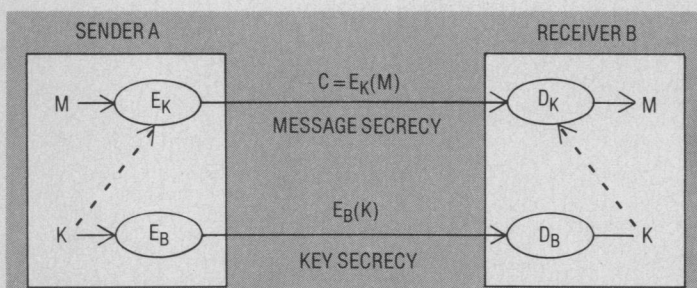 SENDER A
RECEIVER B
M
E_K
C = E_K(M)
D_K
M
MESSAGE SECRECY
K
E_B
E_B(K)
D_B
K
KEY SECRECY